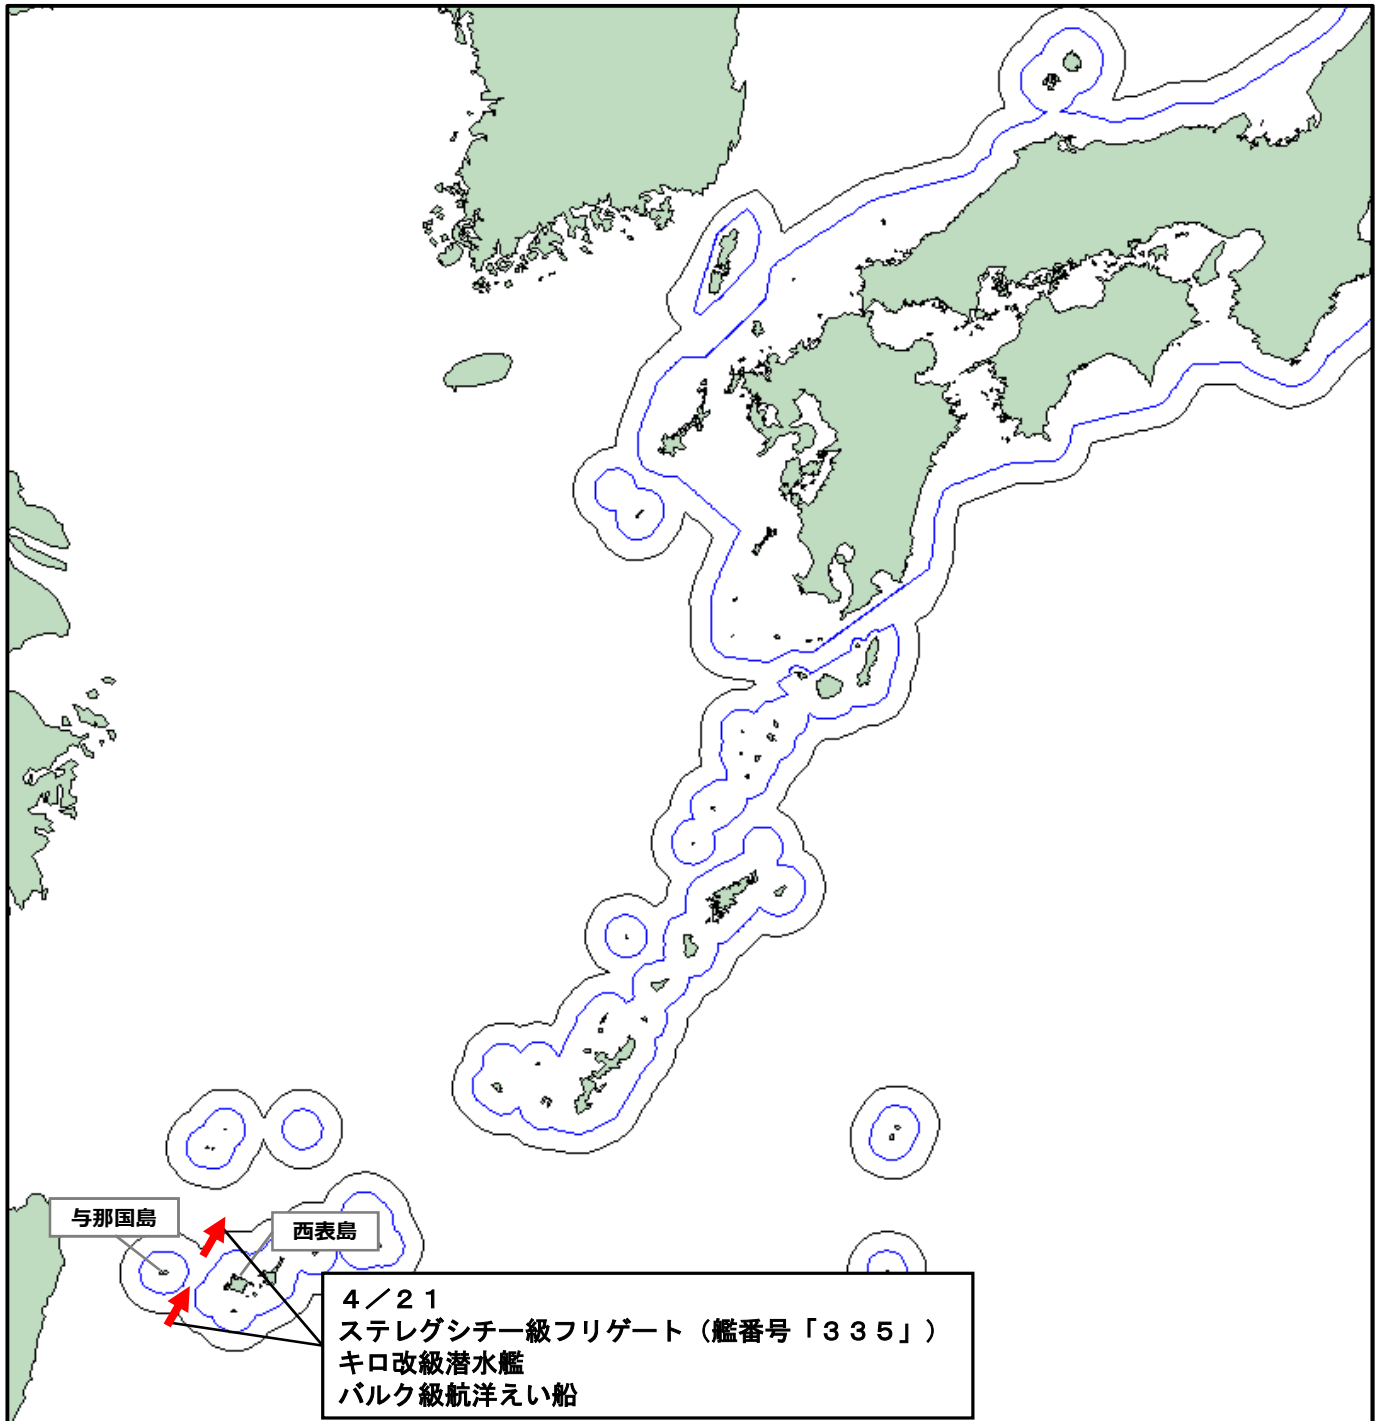 与那国島
西表島
４／２１
ステレグシチー級フリゲート（艦番号「３３５」）
キロ改級潜水艦
バルク級航洋えい船